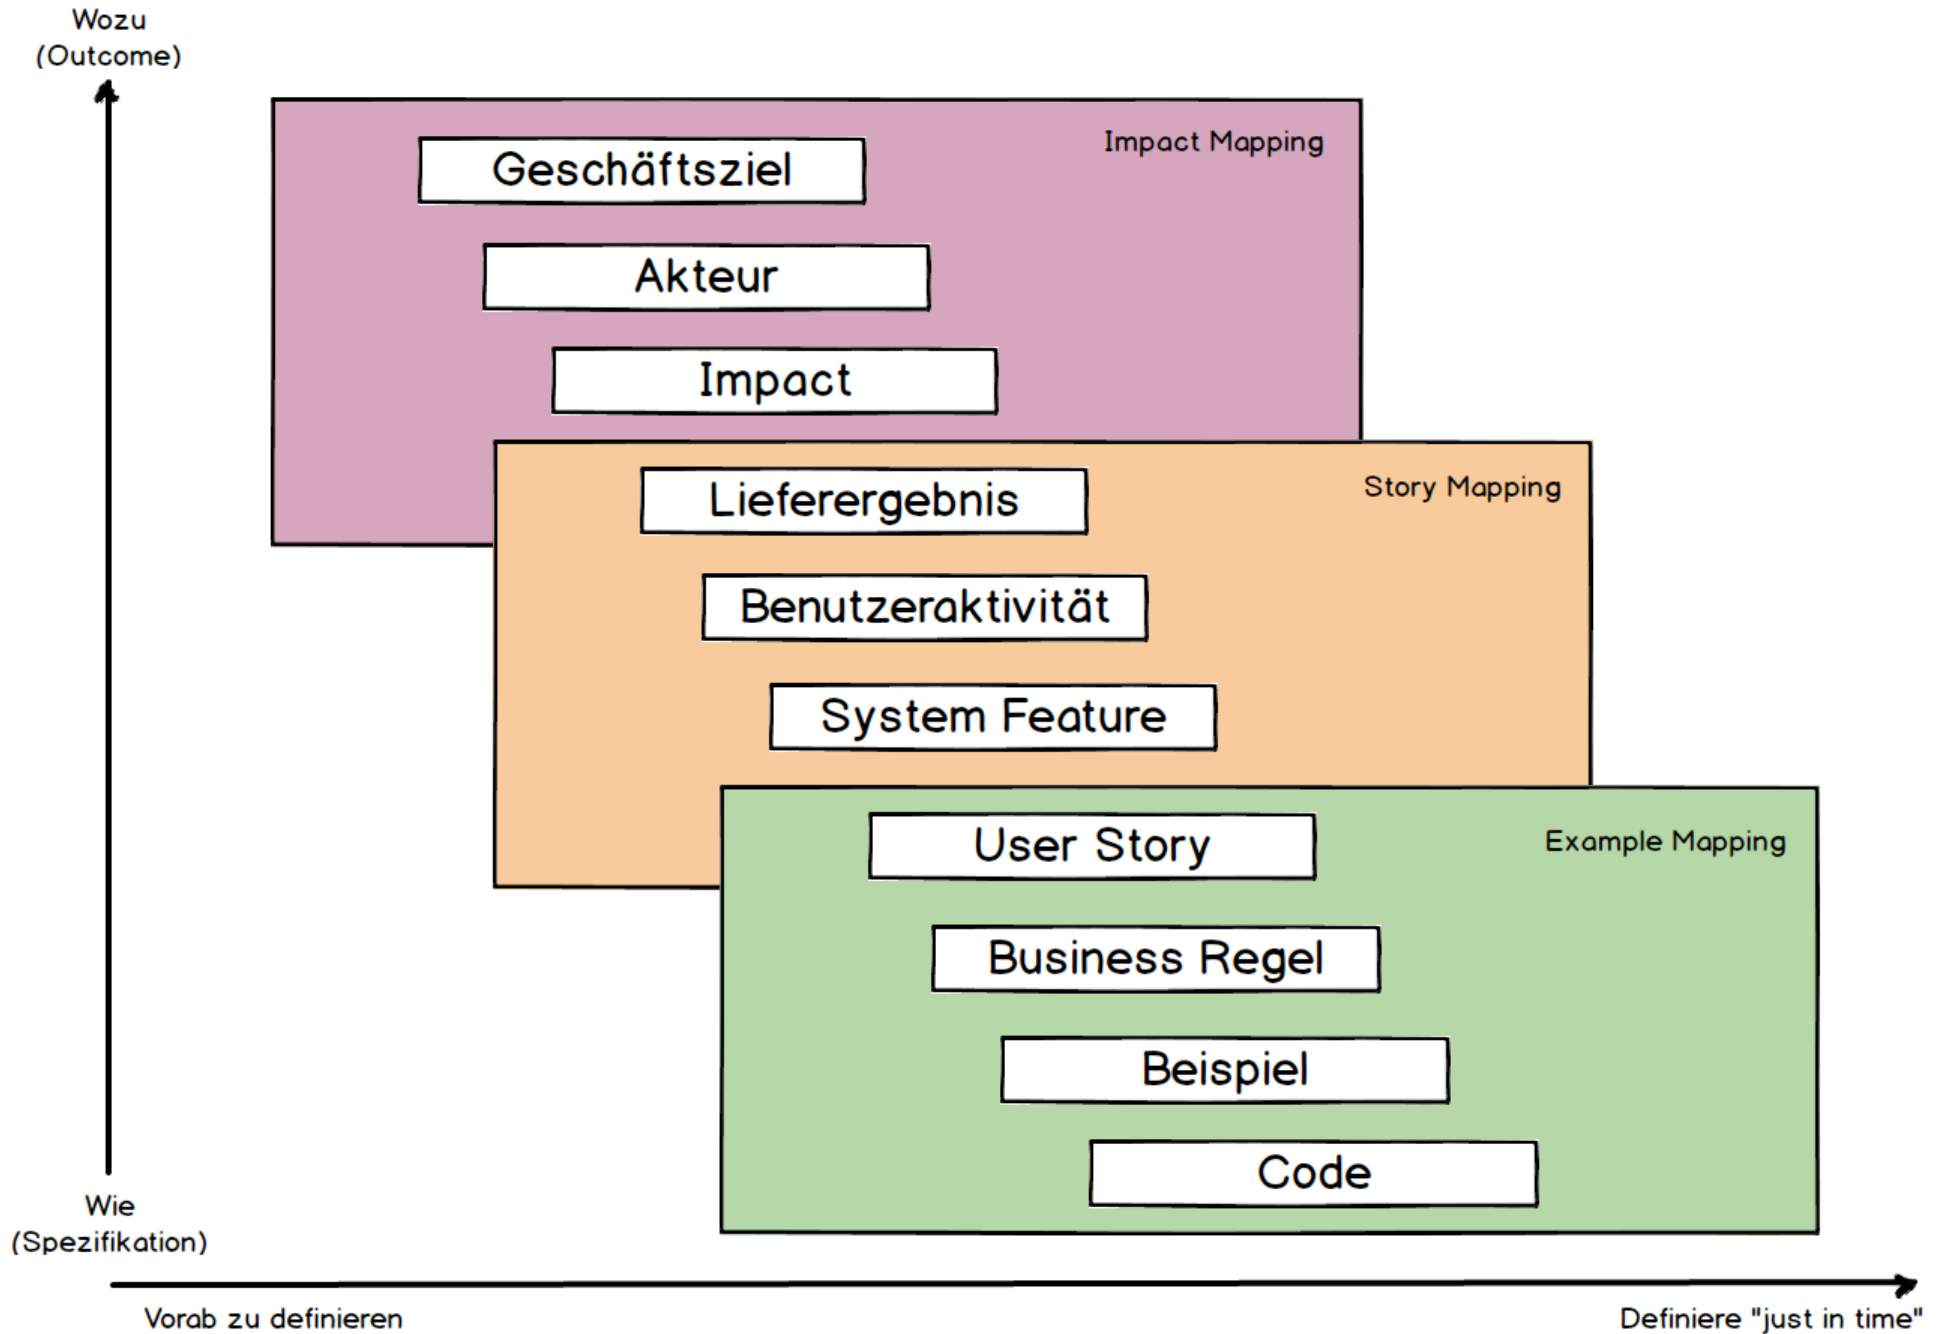 Wozu
(Outcome)
Impact Mapping
Geschäftsziel
Akteur
Impact
Story Mapping
Lieferergebnis
Benutzeraktivität
System Feature
Example Mapping
User Story
Business Regel
Beispiel
Code
Wie
(Spezifikation)
Vorab zu definieren
Definiere "just in time"